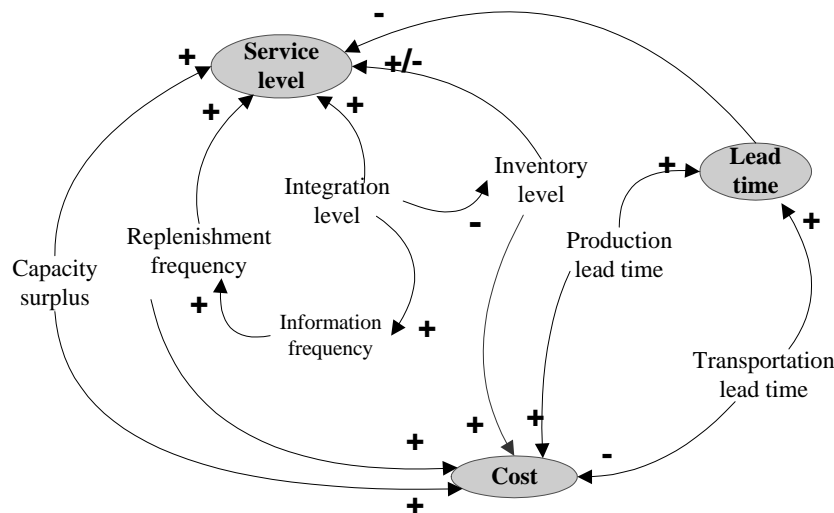 -
+
Service
level
+/-
+
+
Lead
time
+
Integration
level
Inventory
level
+
-
Replenishment
frequency
Production
lead time
Capacity
surplus
+
Information
frequency
+
Transportation
lead time
+
+
+
-
Cost
+